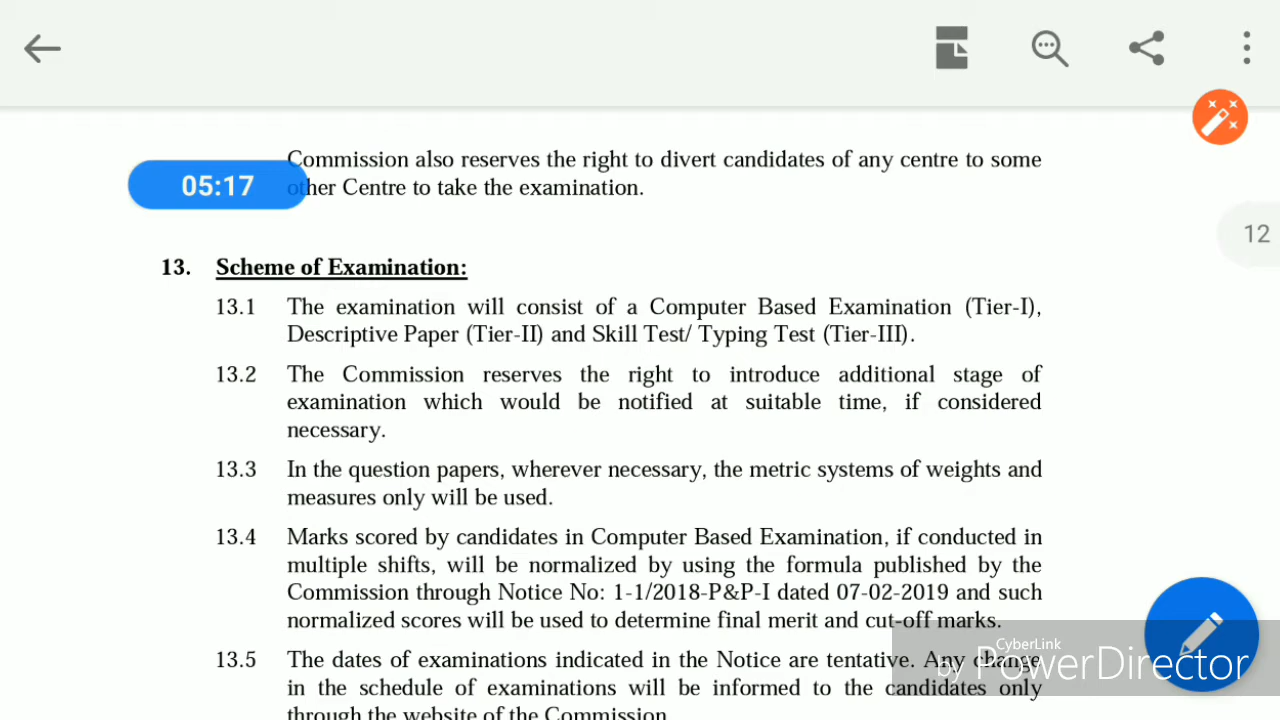 Commission also reserves the right to divert candidates of any centre to some
05:17
other Centre to take the examination.
12
13. Scheme of Examination:
13.1 The examination will consist of a Computer Based Examination (Tier-I),
Descriptive Paper (Tier-II) and Skill Test/ Typing Test (Tier-III).
13.2 The Commission reserves the right to introduce additional stage of
examination which would be notified at suitable time, if considered
necessary.
13.3 In the question papers, wherever necessary, the metric systems of weights and
measures only will be used.
13.4 Marks scored by candidates in Computer Based Examination, if conducted in
multiple shifts, will be normalized by using the formula published by the
Commission through Notice No: 1-1/2018-P&P-I dated 07-02-2019 and such
normalized scores will be used to determine final merit and cut-off marks.
13.5 The dates of examinations indicated in the Notice are tentative. Any change
in the schedule of examinations will be informed to the candidates only
through the website of the Commission.
CyberLink
by PowerDirector